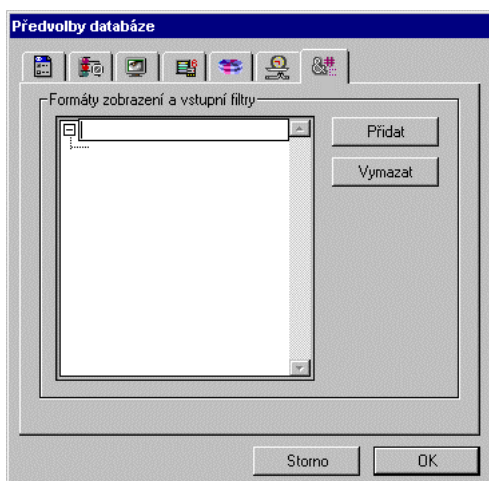 Předvolby databáze
&#
Formáty zobrazení a vstupní filtry
Přidat
Vymazat
Storno
OK